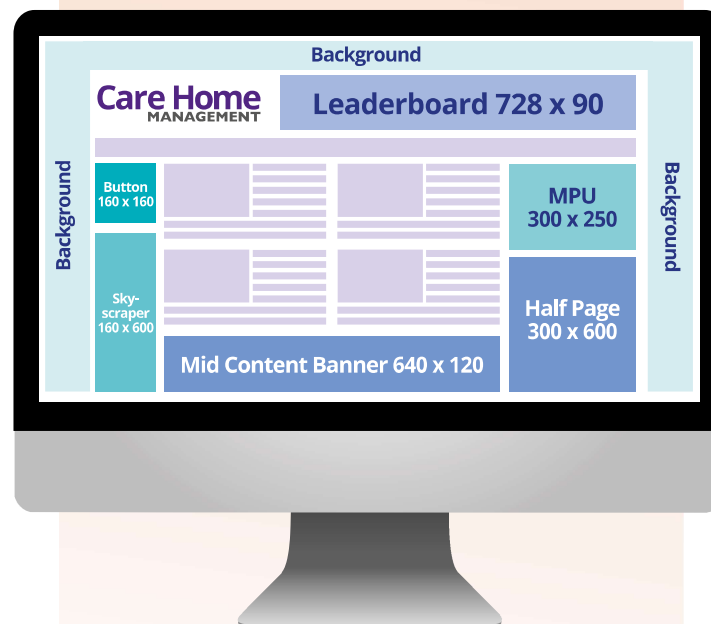 Background
Care Home
MANAGEMENT
Leaderboard 728 x 90
Background
Button
160 x 160
Sky-
scraper
160 x 600
Mid Content Banner 640 x 120
MPU
300 x 250
Half Page
300 x 600
Background